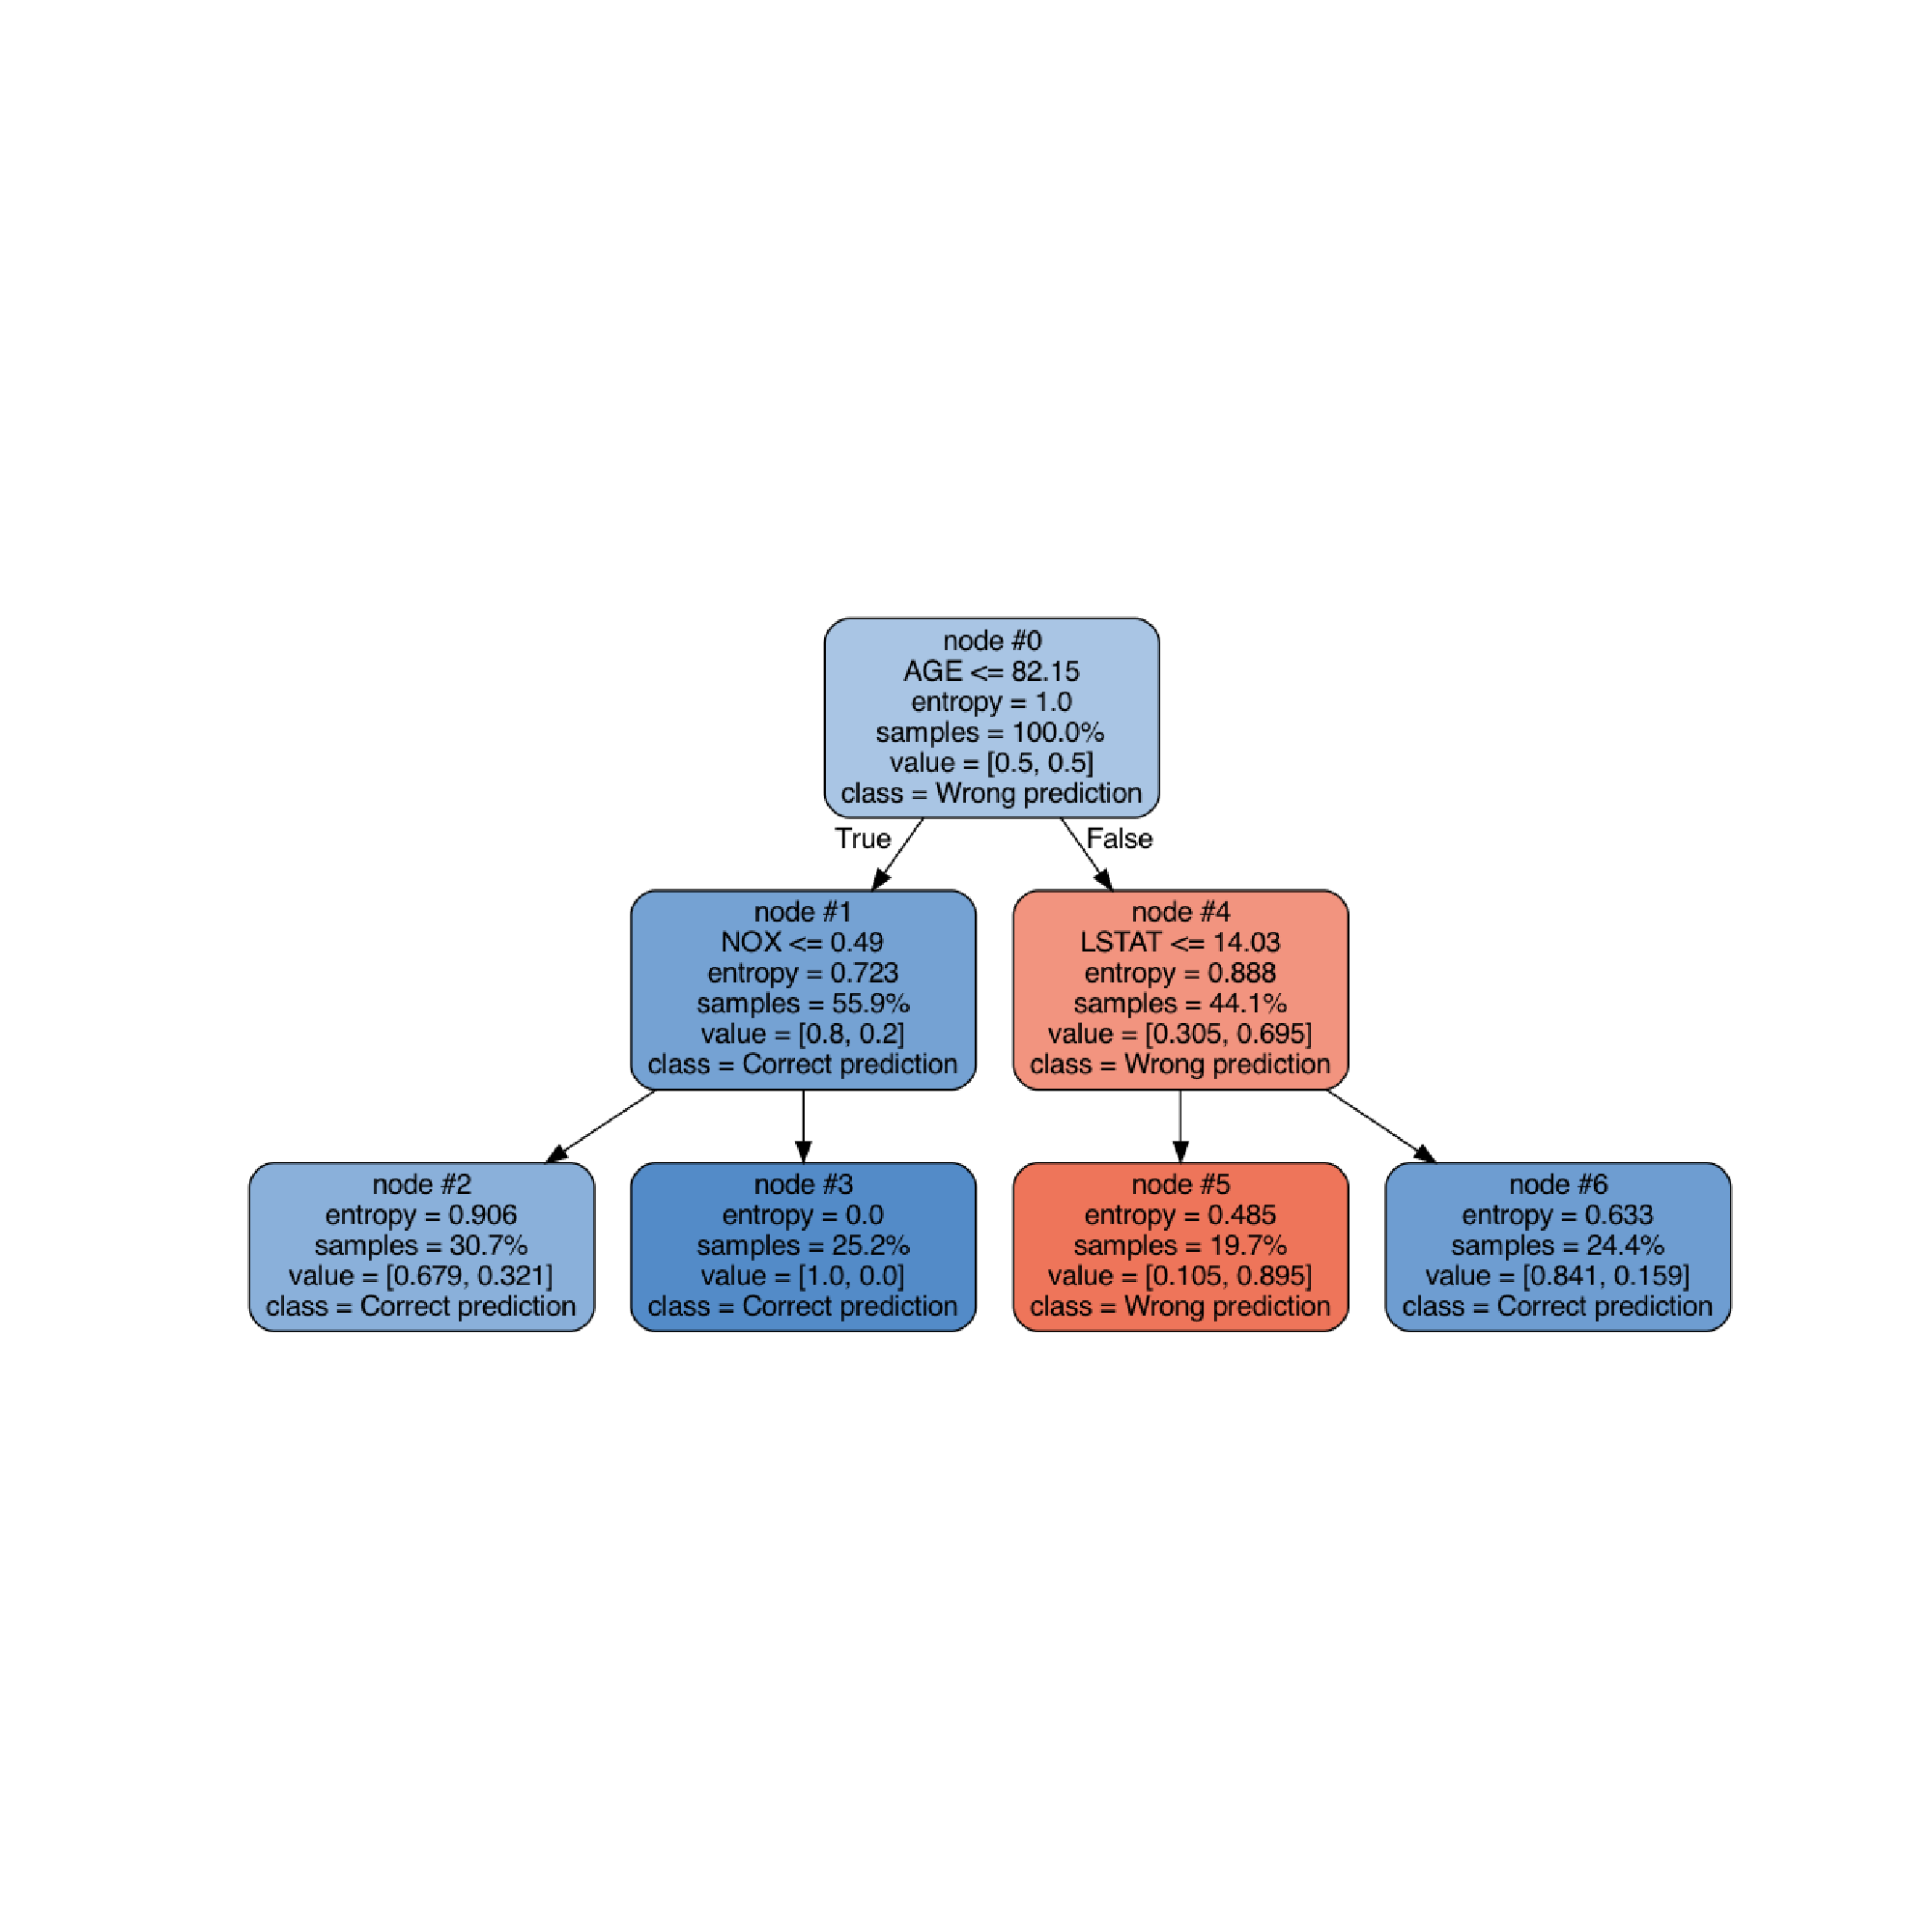 node #0
AGE <= 82.15
entropy = 1.0
samples = 100.0%
value = [0.5, 0.5]
class = Wrong prediction
True
False
node #1
NOX <= 0.49
entropy = 0.723
samples = 55.9%
value = [0.8, 0.2]
class = Correct prediction
node #4
LSTAT <= 14.03
entropy = 0.888
samples = 44.1%
value = [0.305, 0.695]
class = Wrong prediction
node #2
entropy = 0.906
samples = 30.7%
value = [0.679, 0.321]
class = Correct prediction
node #3
entropy = 0.0
samples = 25.2%
value = [1.0, 0.0]
class = Correct prediction
node #5
entropy = 0.485
samples = 19.7%
value = [0.105, 0.895]
class = Wrong prediction
node #6
entropy = 0.633
samples = 24.4%
value = [0.841, 0.159]
class = Correct prediction